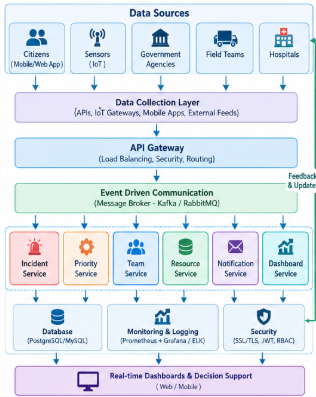 Data Sources
Citizens
(Mobile/Web App)
Sensors
(IoT)
Government
Agencies
Field Teams
Hospitals
Data Collection Layer
(APIs, IoT Gateways, Mobile Apps, External Feeds)
API Gateway
(Load Balancing, Security, Routing)
Feedback
& Update
Event Driven Communication
(Message Broker - Kafka / RabbitMQ)
Incident
Service
Priority
Service
Team
Service
Resource
Service
Notification
Service
Dashboard
Service
Database
(PostgreSQL/MySQL)
Monitoring & Logging
(Prometheus + Grafana / ELK)
Security
(SSL/TLS, JWT, RBAC)
Real-time Dashboards & Decision Support
(Web / Mobile)